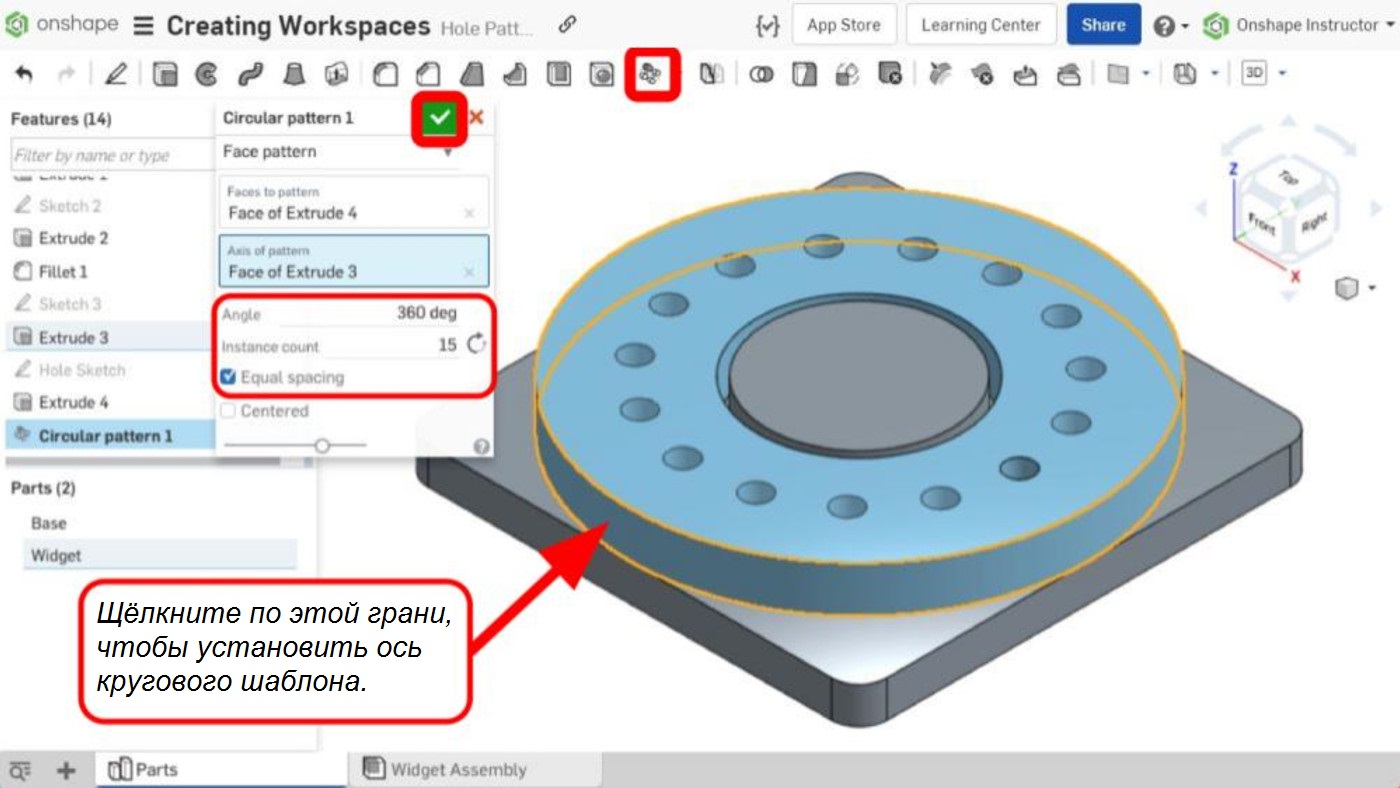 onshape Creating Workspaces Hole Patt... App Store Learning Center Share Onshape Instructor
3D
Features (14)
Filter by name or type
Sketch 2
Extrude 2
Fillet 1
Sketch 3
Extrude 3
Hole Sketch
Extrude 4
Circular pattern 1
Circular pattern 1
Face pattern
Faces to pattern
Face of Extrude 4
Axis of pattern
Face of Extrude 3
Angle 360 deg
Instance count 15
Equal spacing
Centered
Z
Top
Front Right
X
Parts (2)
Base
Widget
Щёлкните по этой грани,
чтобы установить ось
кругового шаблона.
Parts Widget Assembly